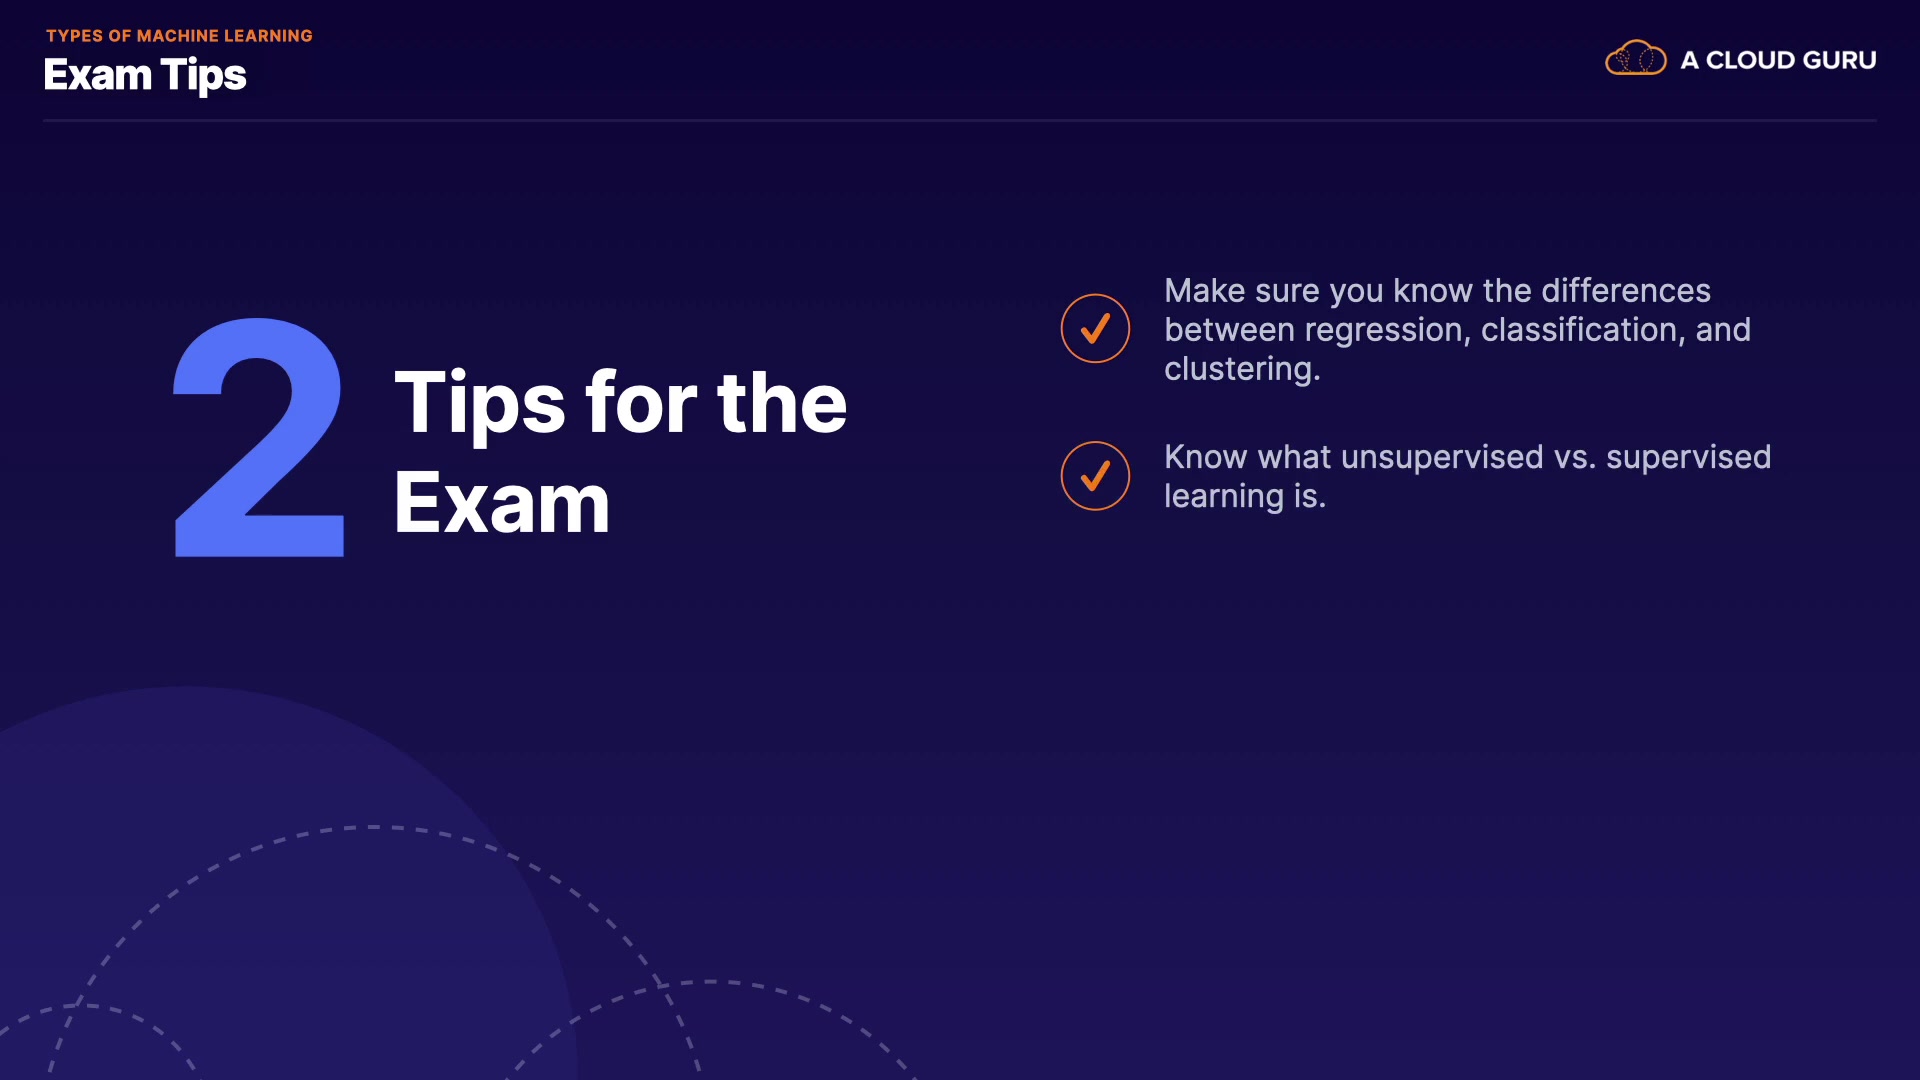 TYPES OF MACHINE LEARNING
Exam Tips
A CLOUD GURU
2
Tips for the
Exam
Make sure you know the differences
between regression, classification, and
clustering.
Know what unsupervised vs. supervised
learning is.